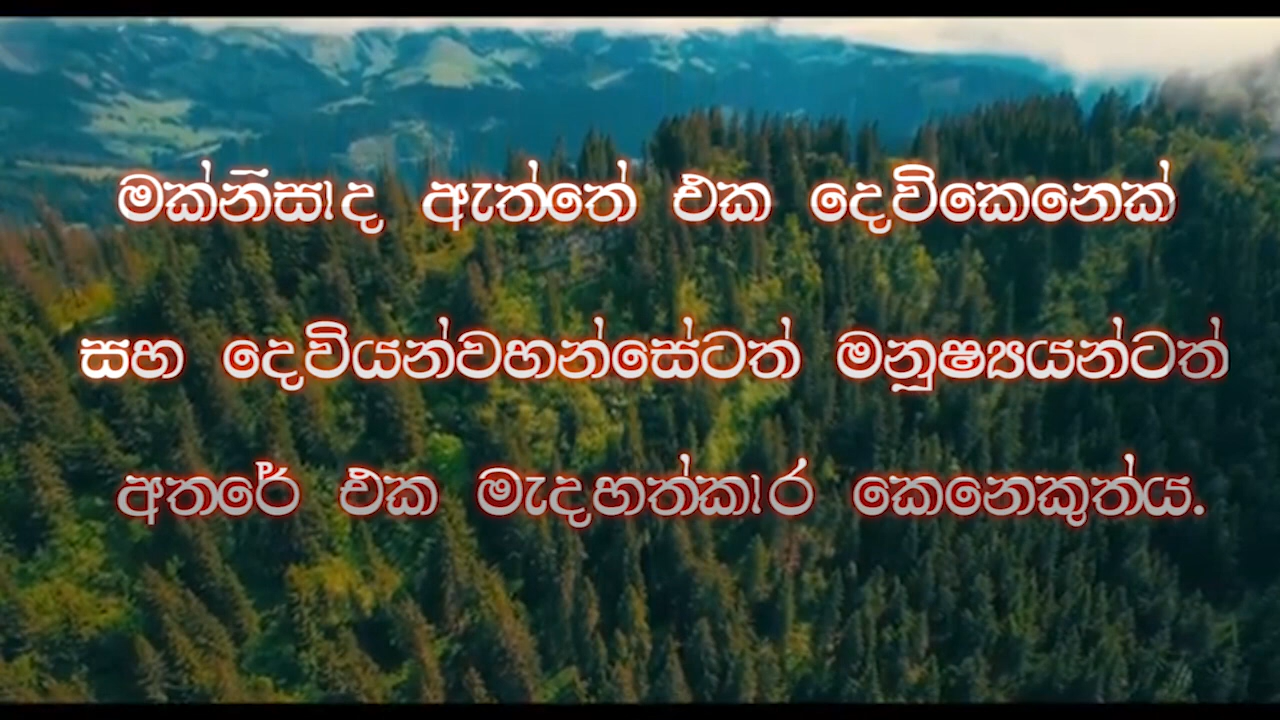 මක්නිසාද ඇත්තේ එක දෙවිකෙනෙක්
සහ දෙවියන්වහන්සේටත් මනුෂ්‍යයන්ටත්
අතරේ එක මැදහත්කාර කෙනෙකුත්ය.